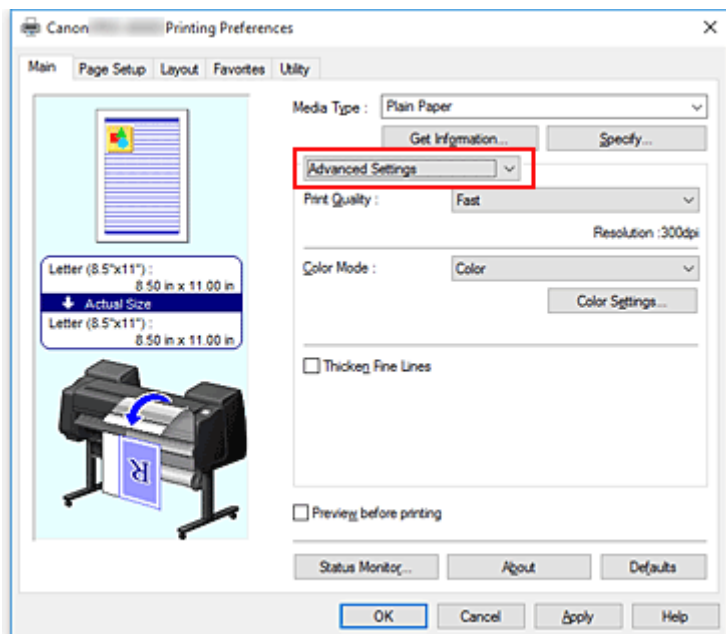 Canon Printing Preferences
Main Page Setup Layout Favorites Utility
Media Type : Plain Paper
Get Information... Specify...
Advanced Settings
Print Quality : Fast
Resolution :300dpi
Letter (8.5"x11") :
8.50 in x 11.00 in
Actual Size
Letter (8.5"x11") :
8.50 in x 11.00 in
Color Mode : Color
Color Settings...
Thicken Fine Lines
R
Preview before printing
Status Monitor... About Defaults
OK Cancel Apply Help